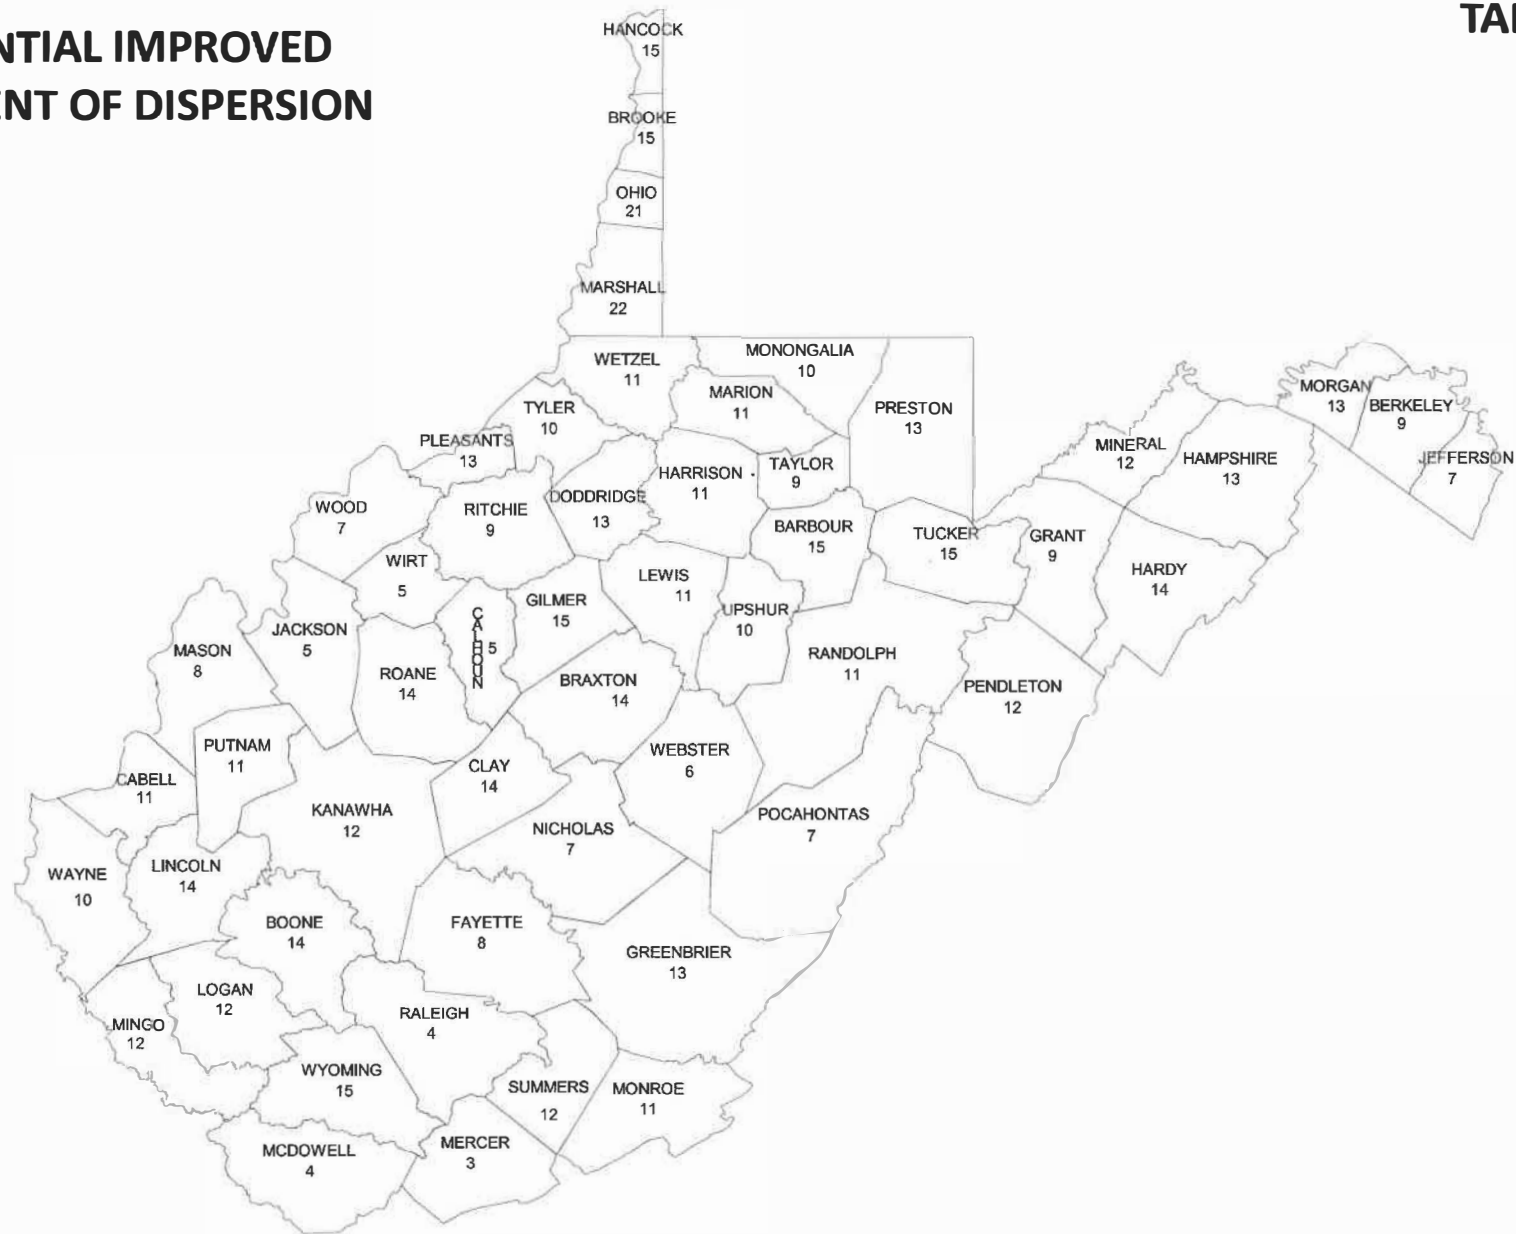 NTIAL IMPROVED
ENT OF DISPERSION
TA
HANCOCK
15
BROOKE
15
OHIO
21
MARSHALL
22
WETZEL
11
MONONGALIA
10
MARION
11
PRESTON
13
TYLER
10
PLEASANTS
13
MORGAN
13
BERKELEY
9
JEFFERSON
7
MINERAL
12
HAMPSHIRE
13
HARRISON
11
TAYLOR
9
WOOD
7
RITCHIE
9
DODDRIDGE
13
BARBOUR
15
TUCKER
15
GRANT
9
HARDY
14
WIRT
5
LEWIS
11
GILMER
15
UPSHUR
10
CALHOUN
5
JACKSON
5
MASON
8
ROANE
14
BRAXTON
14
RANDOLPH
11
PENDLETON
12
PUTNAM
11
CABELL
11
CLAY
14
WEBSTER
6
KANAWHA
12
NICHOLAS
7
POCAHONTAS
7
WAYNE
10
LINCOLN
14
BOONE
14
FAYETTE
8
GREENBRIER
13
LOGAN
12
MINGO
12
RALEIGH
4
WYOMING
15
SUMMERS
12
MONROE
11
MCDOWELL
4
MERCER
3